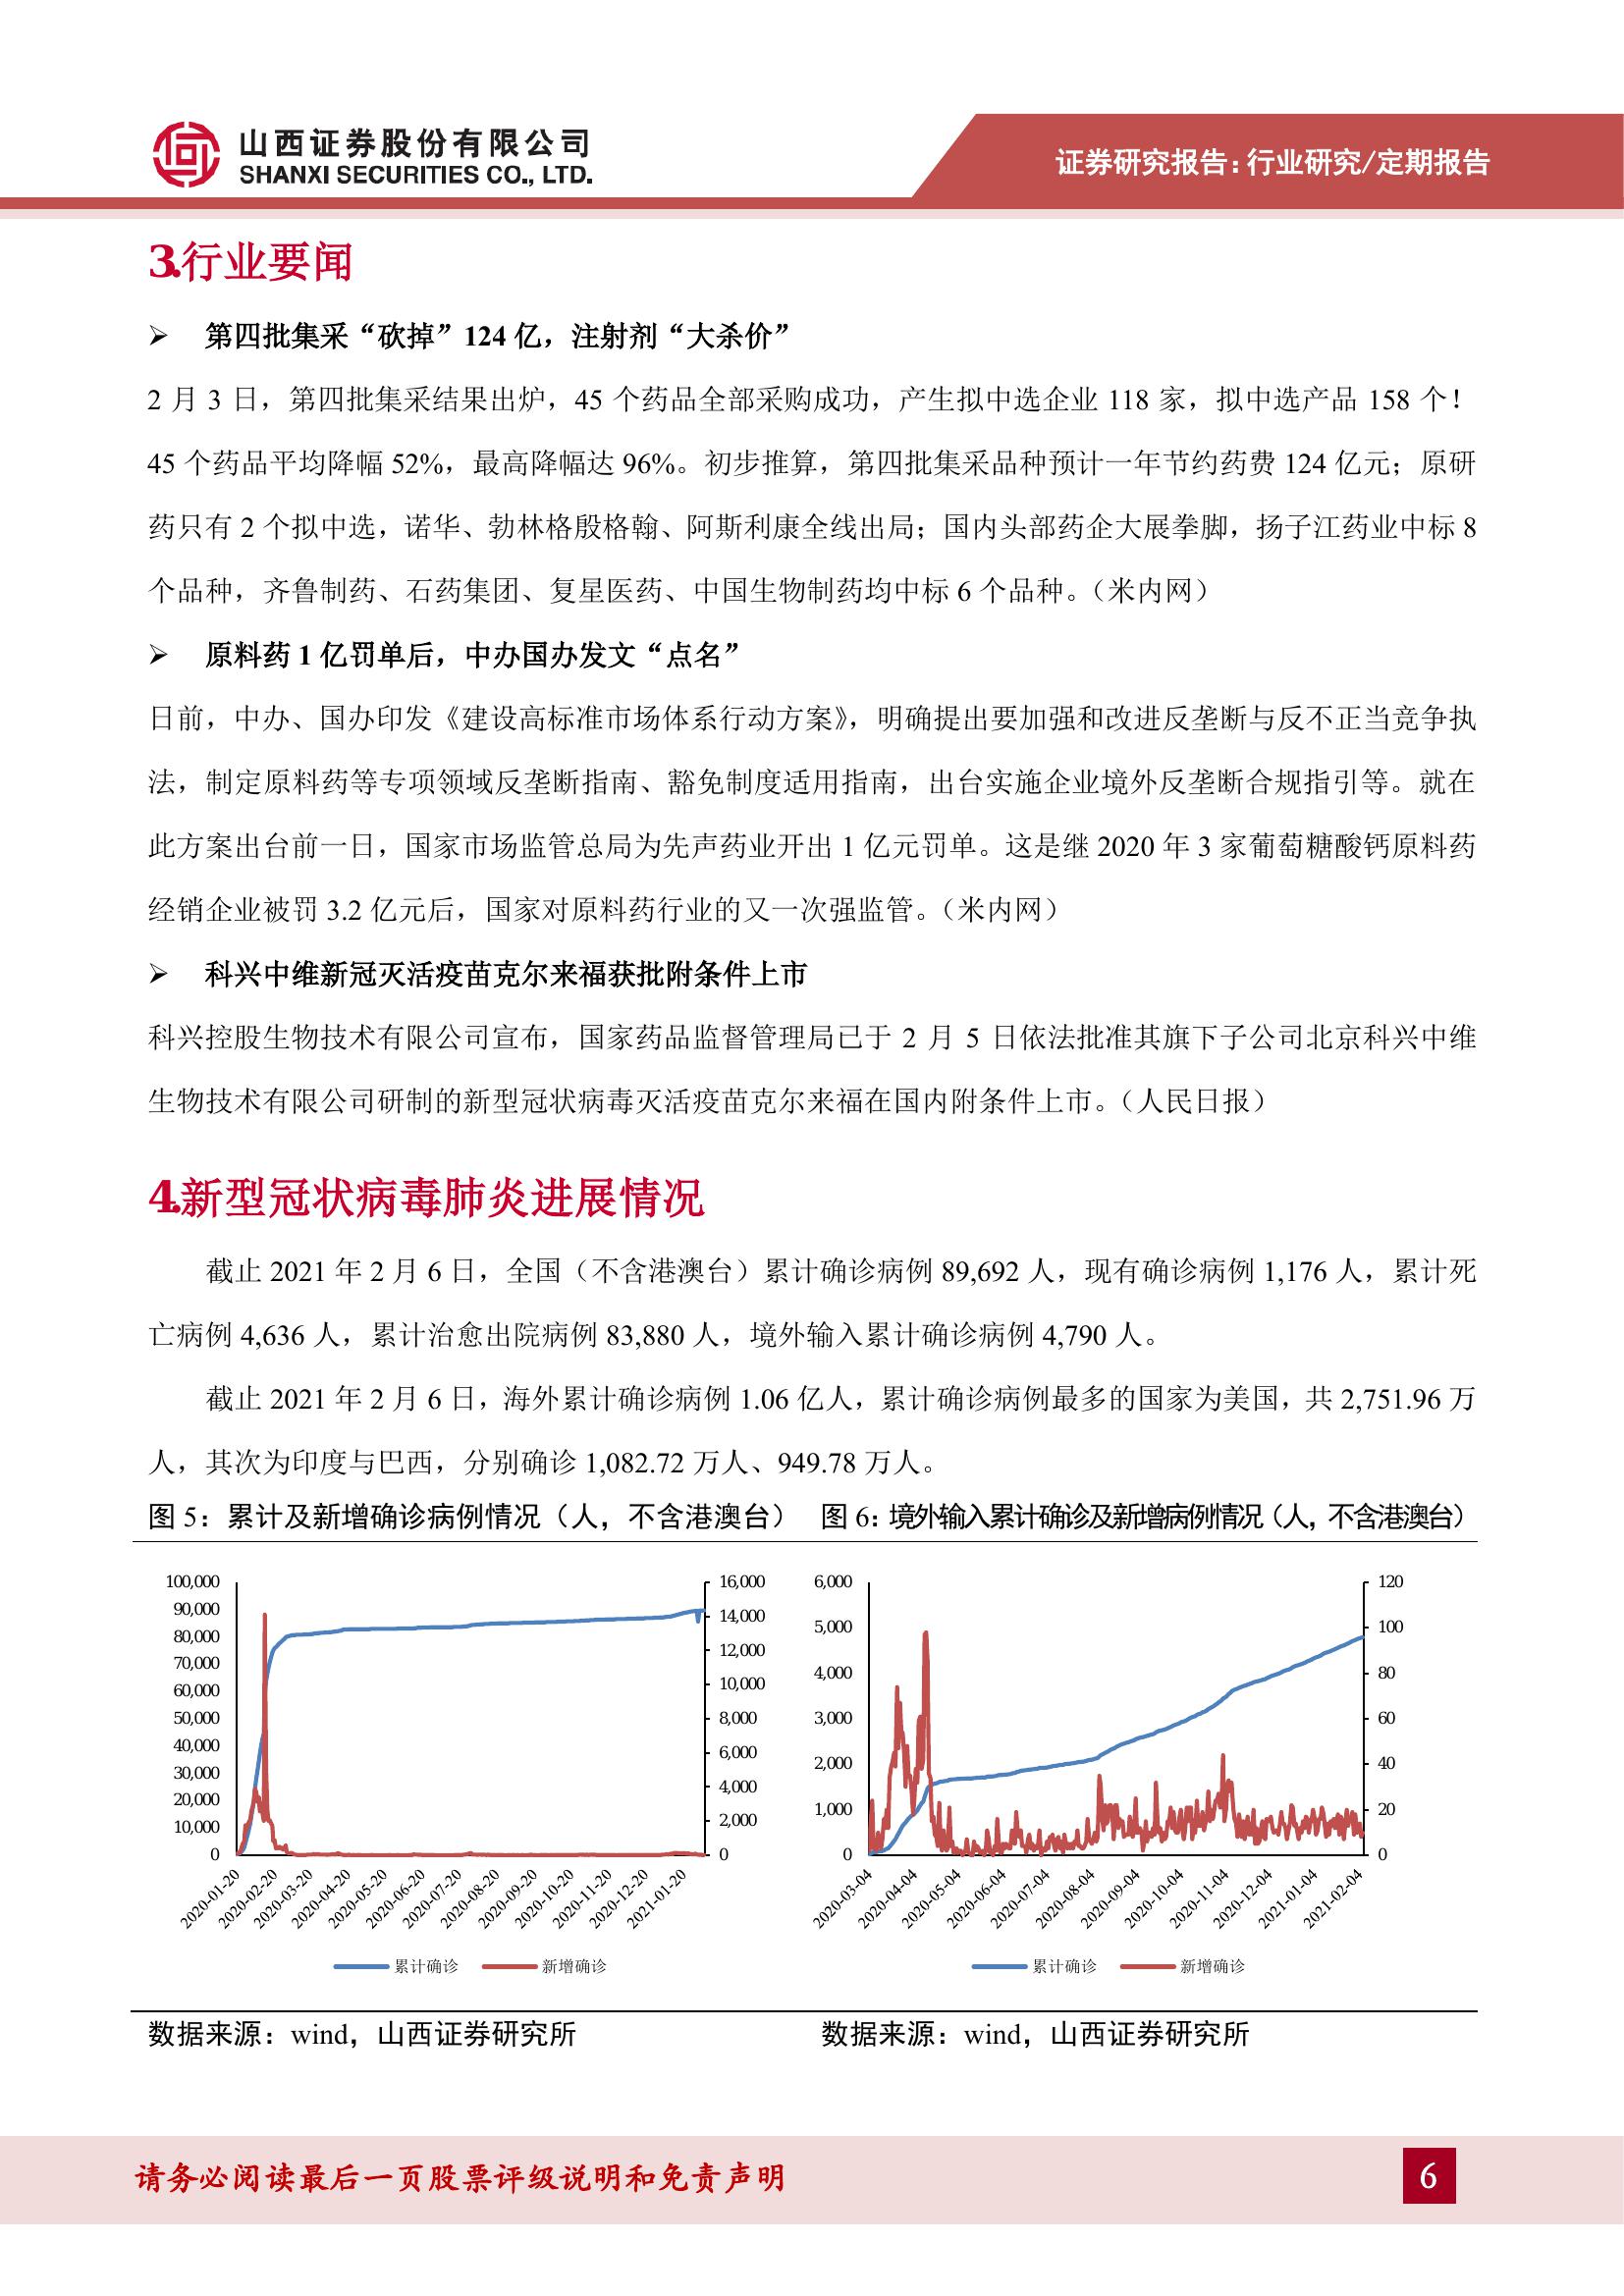 山西证券股份有限公司
SHANXI SECURITIES CO., LTD.
证券研究报告：行业研究/定期报告
3.行业要闻
➢ 第四批集采“砍掉”124 亿，注射剂“大杀价”
2 月 3 日，第四批集采结果出炉，45 个药品全部采购成功，产生拟中选企业 118 家，拟中选产品 158 个！
45 个药品平均降幅 52%，最高降幅达 96%。初步推算，第四批集采品种预计一年节约药费 124 亿元；原研
药只有 2 个拟中选，诺华、勃林格殷格翰、阿斯利康全线出局；国内头部药企大展拳脚，扬子江药业中标 8
个品种，齐鲁制药、石药集团、复星医药、中国生物制药均中标 6 个品种。（米内网）
➢ 原料药 1 亿罚单后，中办国办发文“点名”
日前，中办、国办印发《建设高标准市场体系行动方案》，明确提出要加强和改进反垄断与反不正当竞争执
法，制定原料药等专项领域反垄断指南、豁免制度适用指南，出台实施企业境外反垄断合规指引等。就在
此方案出台前一日，国家市场监管总局为先声药业开出 1 亿元罚单。这是继 2020 年 3 家葡萄糖酸钙原料药
经销企业被罚 3.2 亿元后，国家对原料药行业的又一次强监管。（米内网）
➢ 科兴中维新冠灭活疫苗克尔来福获批附条件上市
科兴控股生物技术有限公司宣布，国家药品监督管理局已于 2 月 5 日依法批准其旗下子公司北京科兴中维
生物技术有限公司研制的新型冠状病毒灭活疫苗克尔来福在国内附条件上市。（人民日报）
4.新型冠状病毒肺炎进展情况
截止 2021 年 2 月 6 日，全国（不含港澳台）累计确诊病例 89,692 人，现有确诊病例 1,176 人，累计死
亡病例 4,636 人，累计治愈出院病例 83,880 人，境外输入累计确诊病例 4,790 人。
截止 2021 年 2 月 6 日，海外累计确诊病例 1.06 亿人，累计确诊病例最多的国家为美国，共 2,751.96 万
人，其次为印度与巴西，分别确诊 1,082.72 万人、949.78 万人。
图 5：累计及新增确诊病例情况（人，不含港澳台）
100,000
90,000
80,000
70,000
60,000
50,000
40,000
30,000
20,000
10,000
0
16,000
14,000
12,000
10,000
8,000
6,000
4,000
2,000
0
2020-01-20
2020-02-20
2020-03-20
2020-04-20
2020-05-20
2020-06-20
2020-07-20
2020-08-20
2020-09-20
2020-10-20
2020-11-20
2020-12-20
2021-01-20
累计确诊 新增确诊
数据来源：wind，山西证券研究所
图 6：境外输入累计确诊及新增病例情况（人，不含港澳台）
6,000
5,000
4,000
3,000
2,000
1,000
0
120
100
80
60
40
20
0
2020-03-04
2020-04-04
2020-05-04
2020-06-04
2020-07-04
2020-08-04
2020-09-04
2020-10-04
2020-11-04
2020-12-04
2021-01-04
2021-02-04
累计确诊 新增确诊
数据来源：wind，山西证券研究所
请务必阅读最后一页股票评级说明和免责声明
6